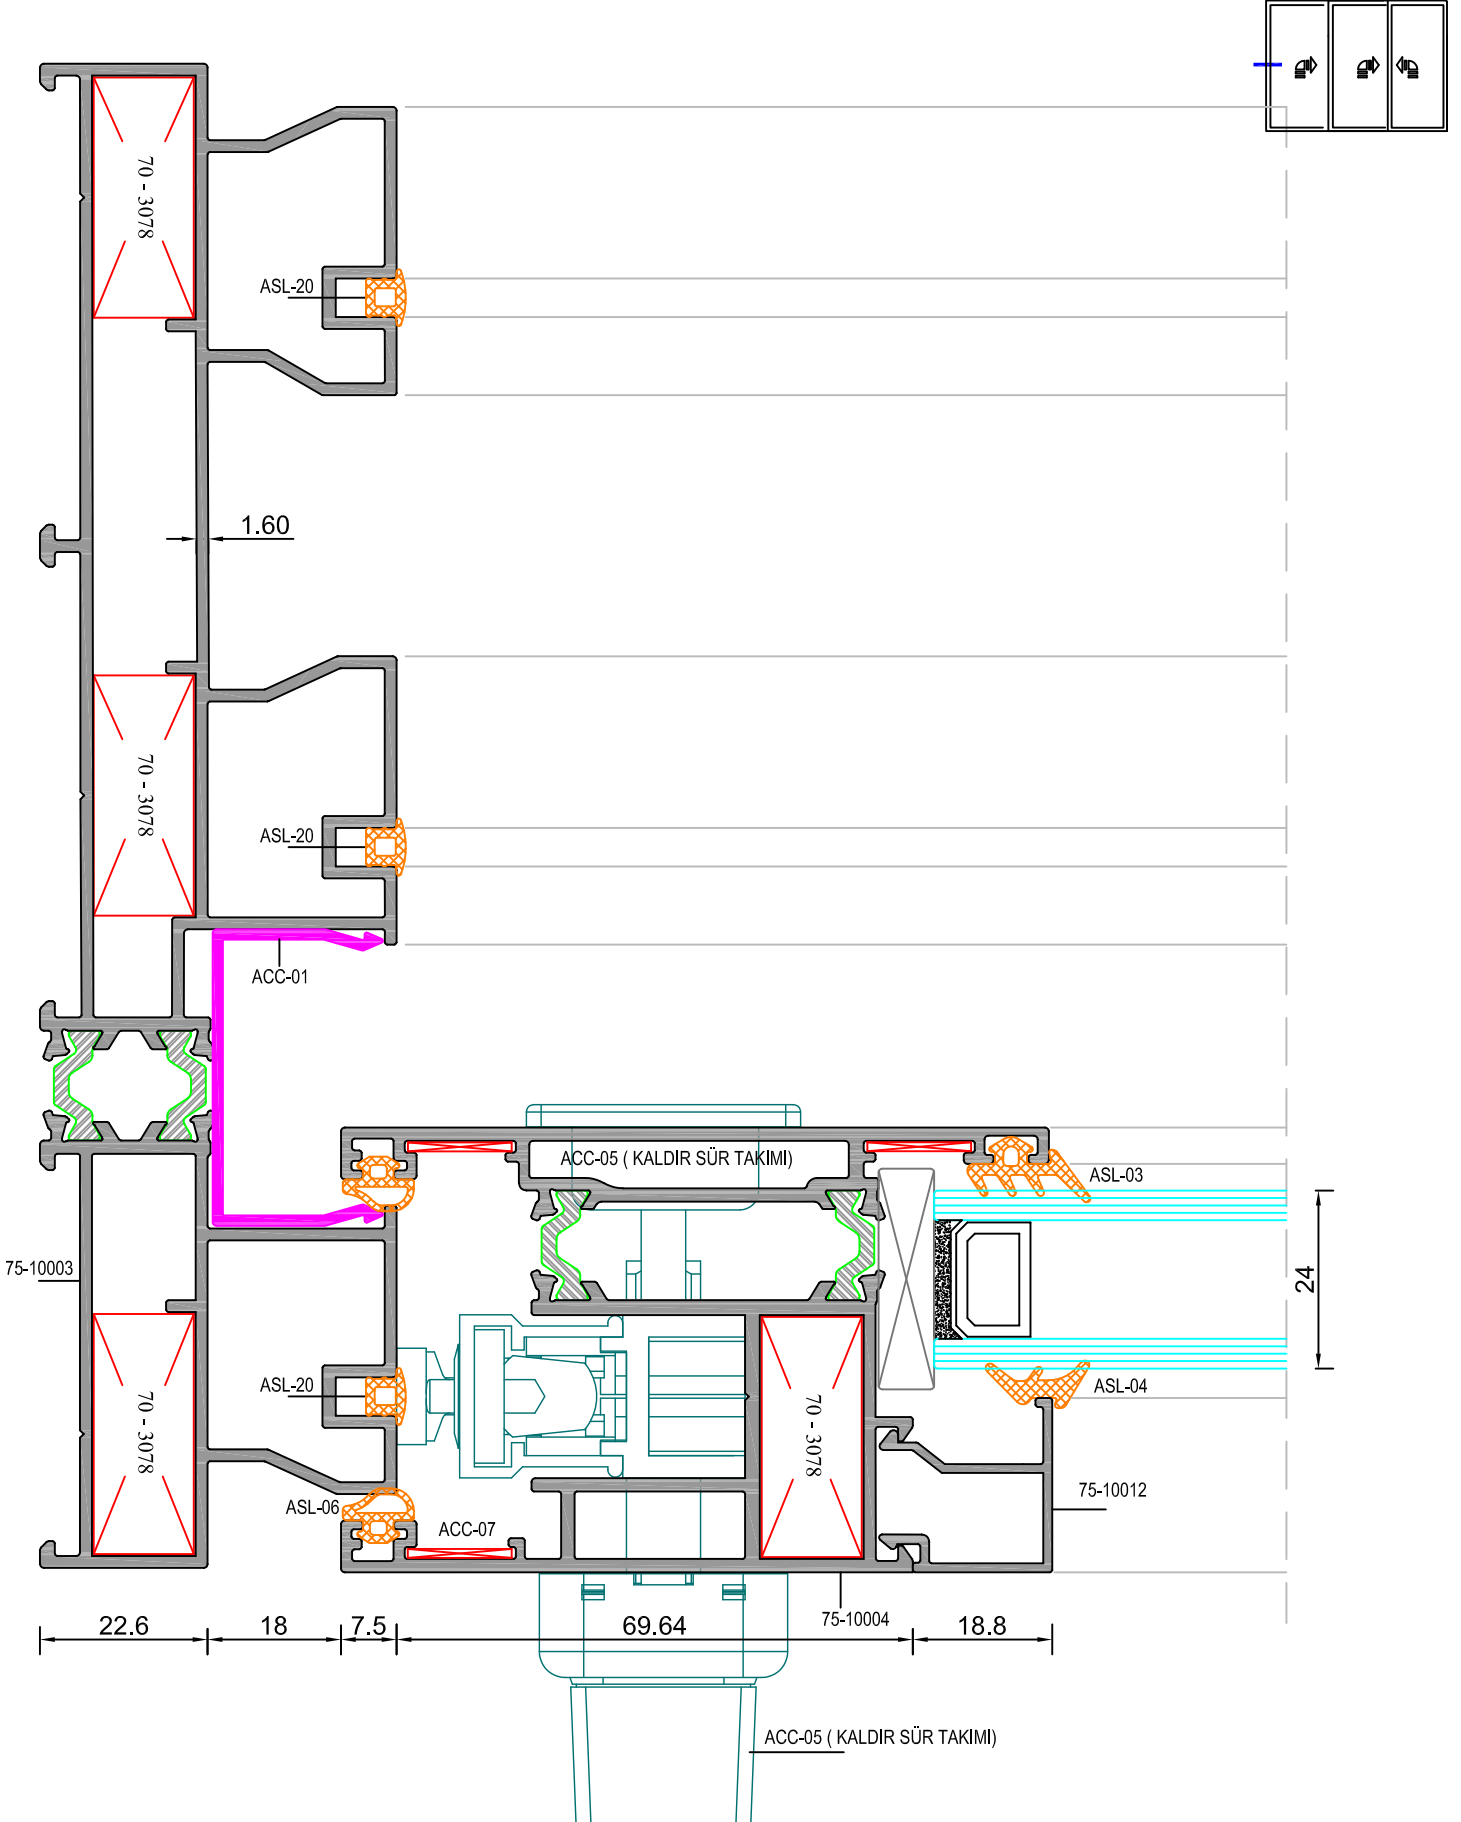 70 - 3078
ASL-20
1.60
70 - 3078
ASL-20
ACC-01
ACC-05 ( KALDIR SÜR TAKIMI)
ASL-03
75-10003
24
ASL-20
ASL-04
70 - 3078
70 - 3078
75-10012
ASL-06
ACC-07
75-10004
22.6
18
7.5
69.64
18.8
ACC-05 ( KALDIR SÜR TAKIMI)